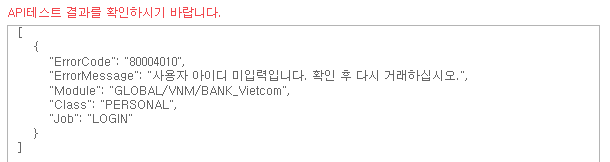 API테스트 결과를 확인하시기 바랍니다.
[
{
"ErrorCode": "80004010",
"ErrorMessage": "사용자 아이디 미입력입니다. 확인 후 다시 거래하십시오.",
"Module": "GLOBAL/VNM/BANK_Vietcom",
"Class": "PERSONAL",
"Job": "LOGIN"
}
]